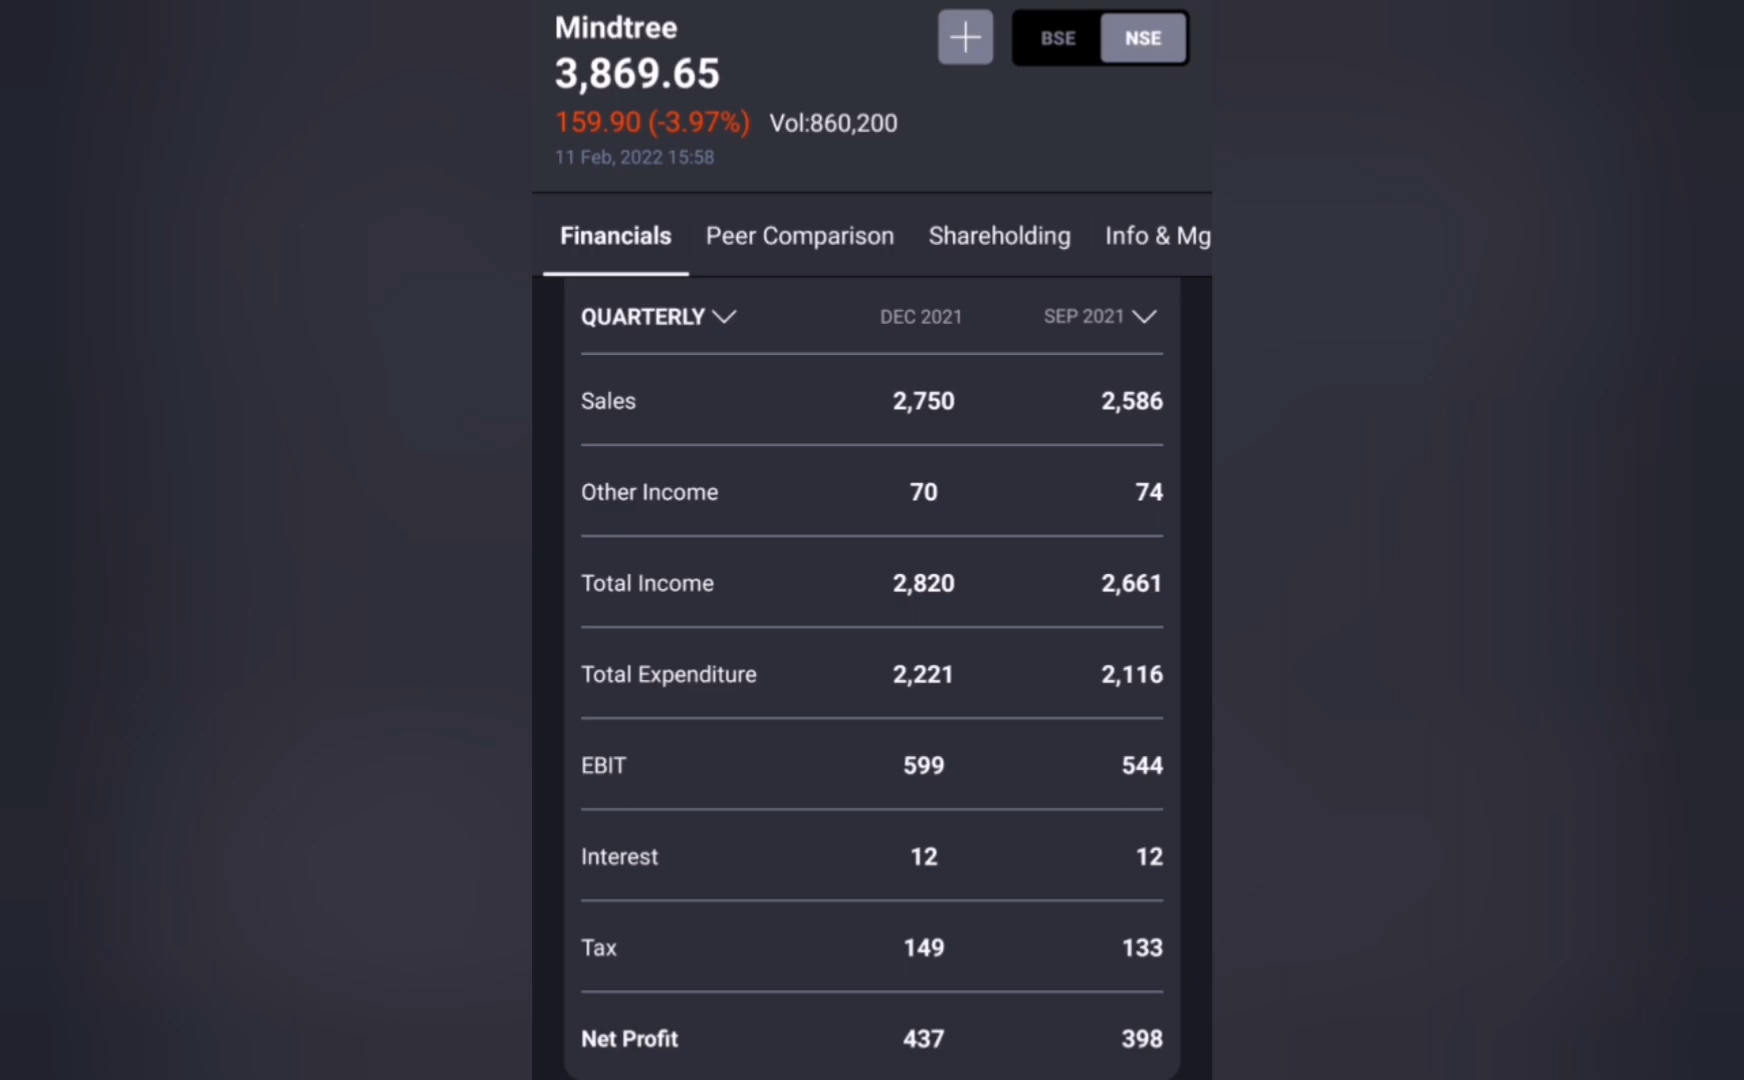 Mindtree
BSE NSE
3,869.65
159.90 (-3.97%) Vol:860,200
11 Feb, 2022 15:58
Financials Peer Comparison Shareholding Info & Mg
QUARTERLY DEC 2021 SEP 2021
Sales 2,750 2,586
Other Income 70 74
Total Income 2,820 2,661
Total Expenditure 2,221 2,116
EBIT 599 544
Interest 12 12
Tax 149 133
Net Profit 437 398